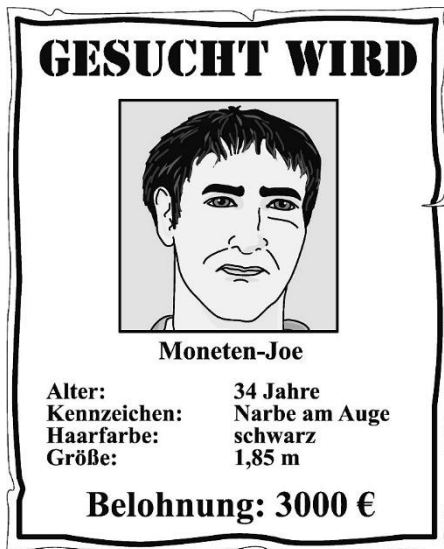 GESUCHT WIRD
Moneten-Joe
Alter: 34 Jahre
Kennzeichen: Narbe am Auge
Haarfarbe: schwarz
Größe: 1,85 m
Belohnung: 3000 €